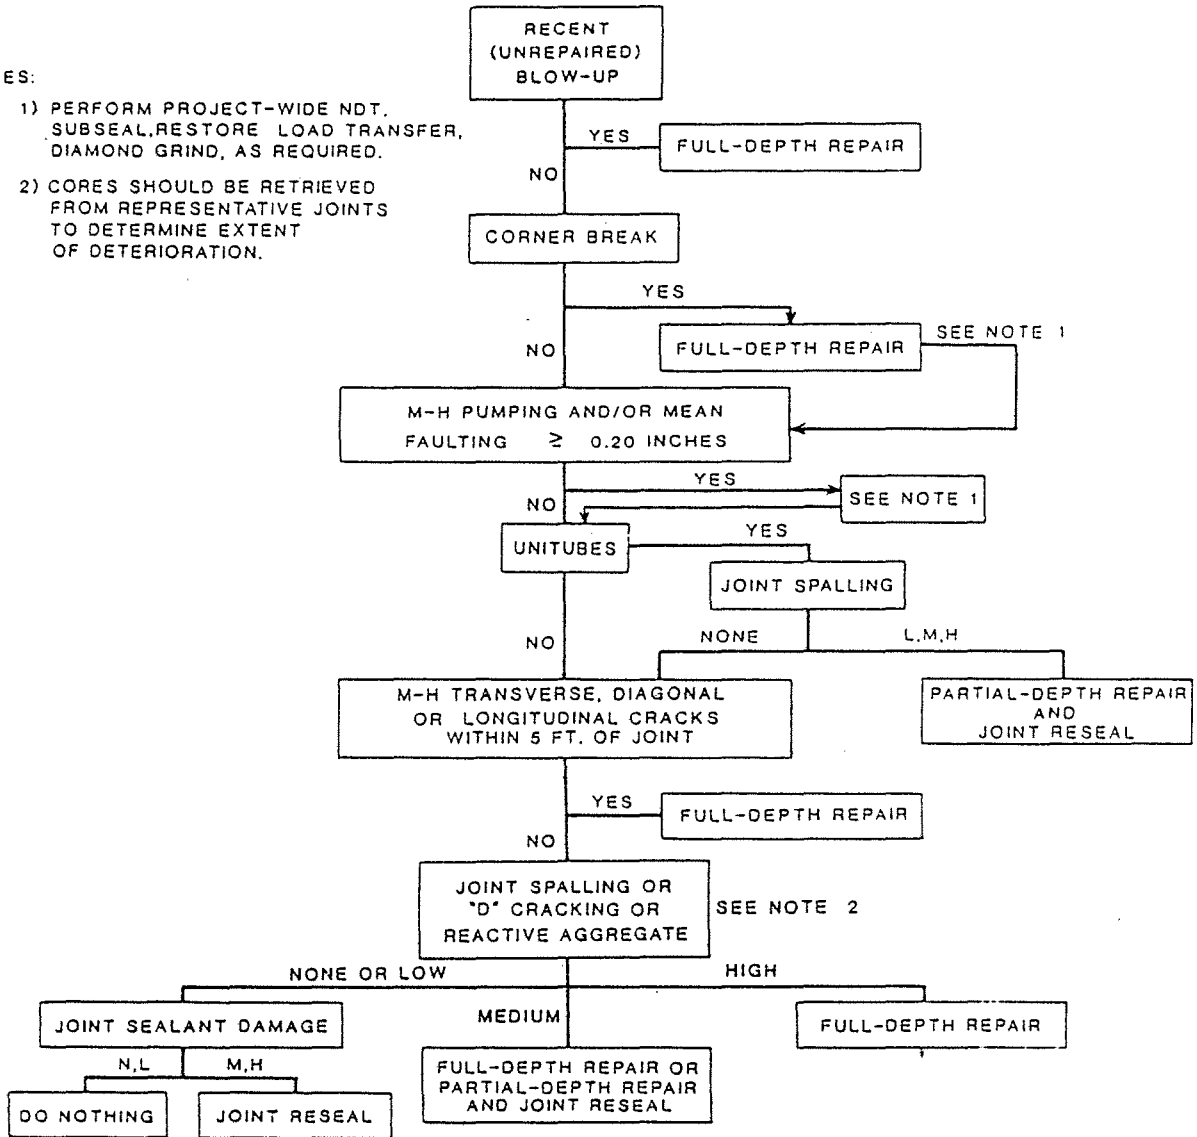 RECENT
(UNREPAIRED)
BLOW-UP
ES:
1) PERFORM PROJECT-WIDE NDT.
SUBSEAL,RESTORE LOAD TRANSFER,
DIAMOND GRIND, AS REQUIRED.
2) CORES SHOULD BE RETRIEVED
FROM REPRESENTATIVE JOINTS
TO DETERMINE EXTENT
OF DETERIORATION.
YES
FULL-DEPTH REPAIR
NO
CORNER BREAK
YES
FULL-DEPTH REPAIR
SEE NOTE 1
NO
M-H PUMPING AND/OR MEAN
FAULTING ≥ 0.20 INCHES
YES
SEE NOTE 1
NO
UNITUBES
YES
JOINT SPALLING
NO
NONE
L,M,H
M-H TRANSVERSE, DIAGONAL
OR LONGITUDINAL CRACKS
WITHIN 5 FT. OF JOINT
PARTIAL-DEPTH REPAIR
AND
JOINT RESEAL
YES
FULL-DEPTH REPAIR
NO
JOINT SPALLING OR
"D" CRACKING OR
REACTIVE AGGREGATE
SEE NOTE 2
NONE OR LOW
HIGH
JOINT SEALANT DAMAGE
MEDIUM
FULL-DEPTH REPAIR
N,L
M,H
FULL-DEPTH REPAIR OR
PARTIAL-DEPTH REPAIR
AND JOINT RESEAL
DO NOTHING
JOINT RESEAL